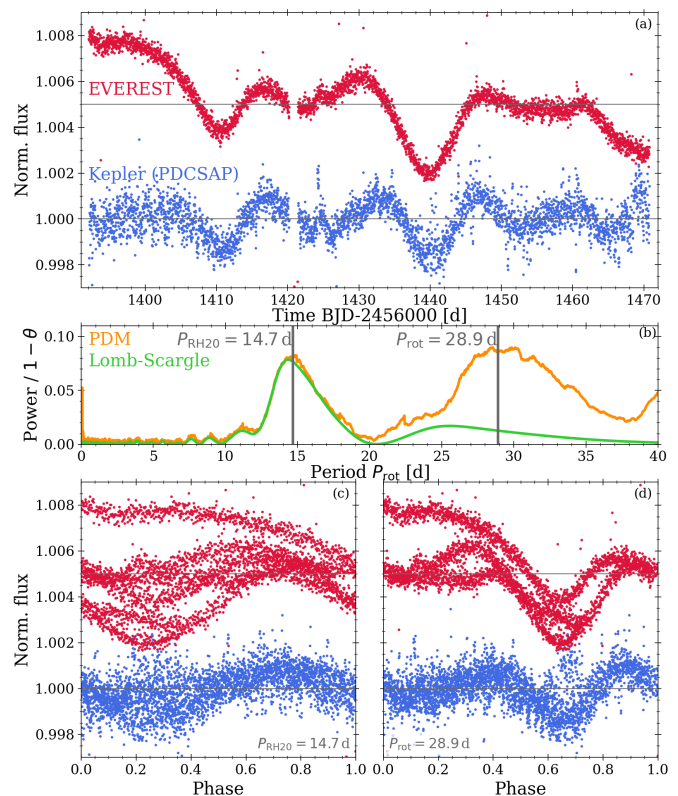 (a)
1.008
1.006
1.004
1.002
1.000
0.998
Norm. flux
EVEREST
Kepler (PDCSAP)
1400 1410 1420 1430 1440 1450 1460 1470
Time BJD-2456000 [d]
(b)
0.10
0.05
0.00
Power / 1 − θ
PDM
Lomb-Scargle
P_RH20 = 14.7 d
P_rot = 28.9 d
0 5 10 15 20 25 30 35 40
Period P_rot [d]
(c)
1.008
1.006
1.004
1.002
1.000
0.998
Norm. flux
P_RH20 = 14.7 d
0.0 0.2 0.4 0.6 0.8 1.0
Phase
(d)
P_rot = 28.9 d
0.0 0.2 0.4 0.6 0.8 1.0
Phase